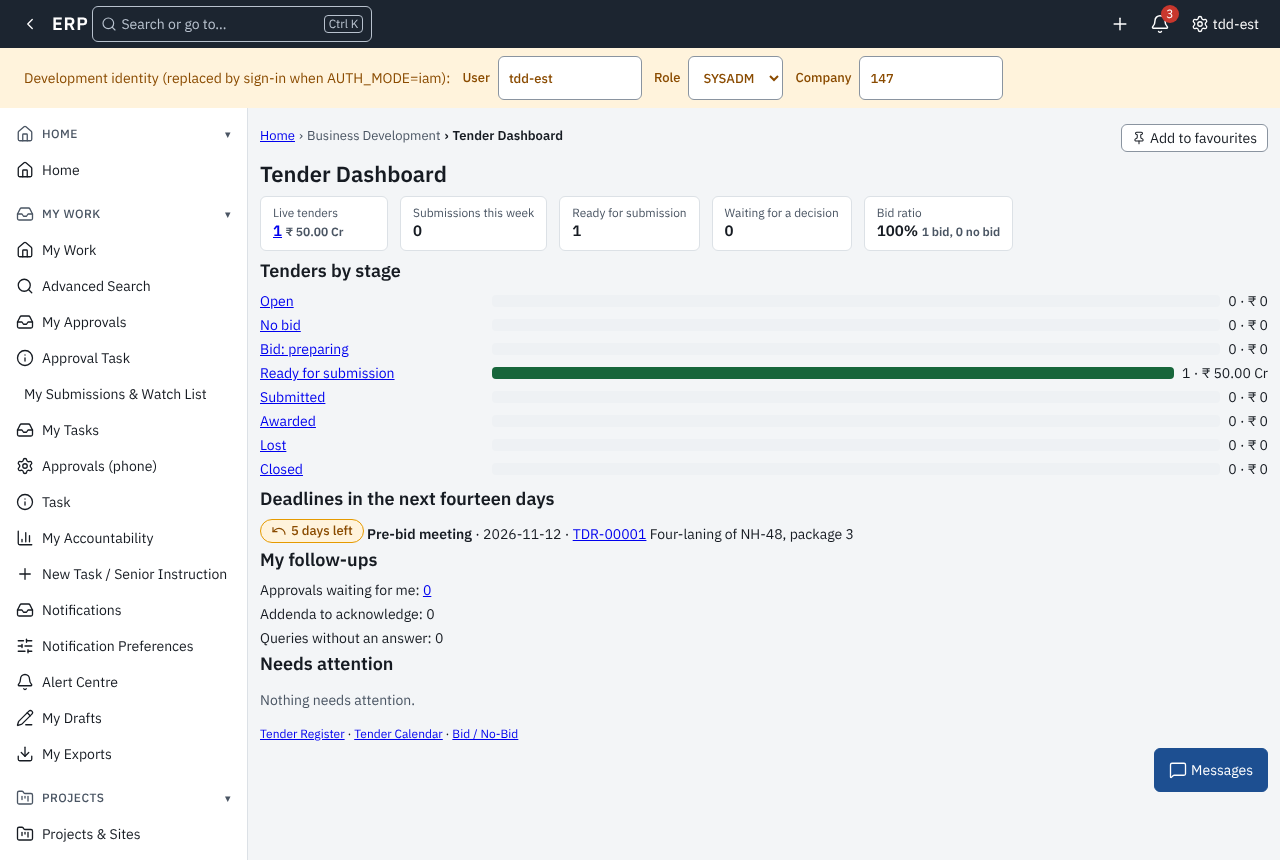 ERP
Search or go to...
Ctrl K
3
tdd-est
Development identity (replaced by sign-in when AUTH_MODE=iam):
User
tdd-est
Role
SYSADM
Company
147
HOME
Home
MY WORK
My Work
Advanced Search
My Approvals
Approval Task
My Submissions & Watch List
My Tasks
Approvals (phone)
Task
My Accountability
New Task / Senior Instruction
Notifications
Notification Preferences
Alert Centre
My Drafts
My Exports
PROJECTS
Projects & Sites
Home › Business Development › Tender Dashboard
Add to favourites
Tender Dashboard
Live tenders
1 ₹ 50.00 Cr
Submissions this week
0
Ready for submission
1
Waiting for a decision
0
Bid ratio
100% 1 bid, 0 no bid
Tenders by stage
Open 0 · ₹ 0
No bid 0 · ₹ 0
Bid: preparing 0 · ₹ 0
Ready for submission 1 · ₹ 50.00 Cr
Submitted 0 · ₹ 0
Awarded 0 · ₹ 0
Lost 0 · ₹ 0
Closed 0 · ₹ 0
Deadlines in the next fourteen days
5 days left Pre-bid meeting · 2026-11-12 · TDR-00001 Four-laning of NH-48, package 3
My follow-ups
Approvals waiting for me: 0
Addenda to acknowledge: 0
Queries without an answer: 0
Needs attention
Nothing needs attention.
Tender Register · Tender Calendar · Bid / No-Bid
Messages